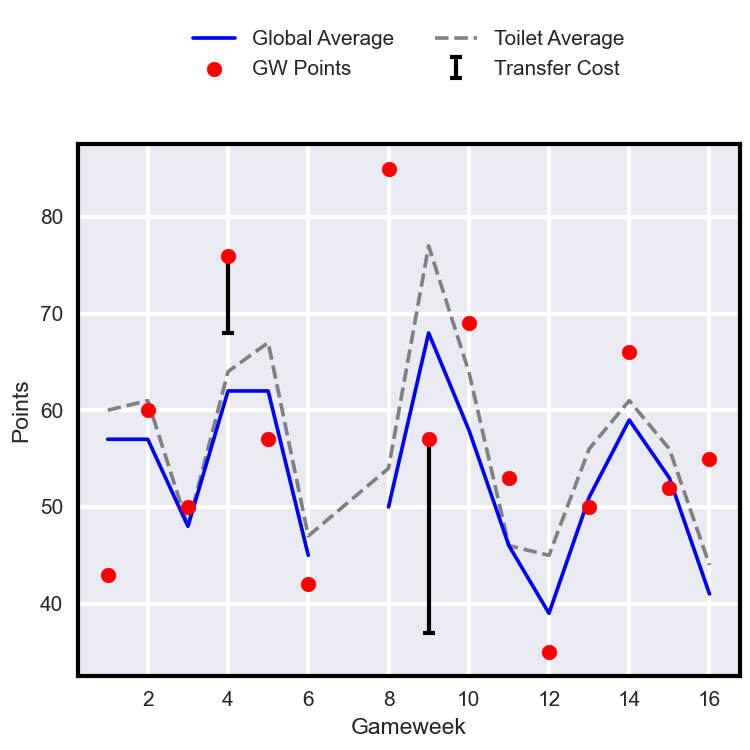 Global Average
Toilet Average
GW Points
Transfer Cost
80
70
60
50
40
Points
2 4 6 8 10 12 14 16
Gameweek